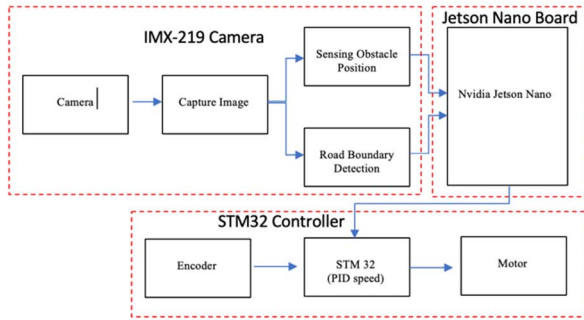 IMX-219 Camera
Jetson Nano Board
Camera
Capture Image
Sensing Obstacle
Position
Road Boundary
Detection
Nvidia Jetson Nano
STM32 Controller
Encoder
STM 32
(PID speed)
Motor